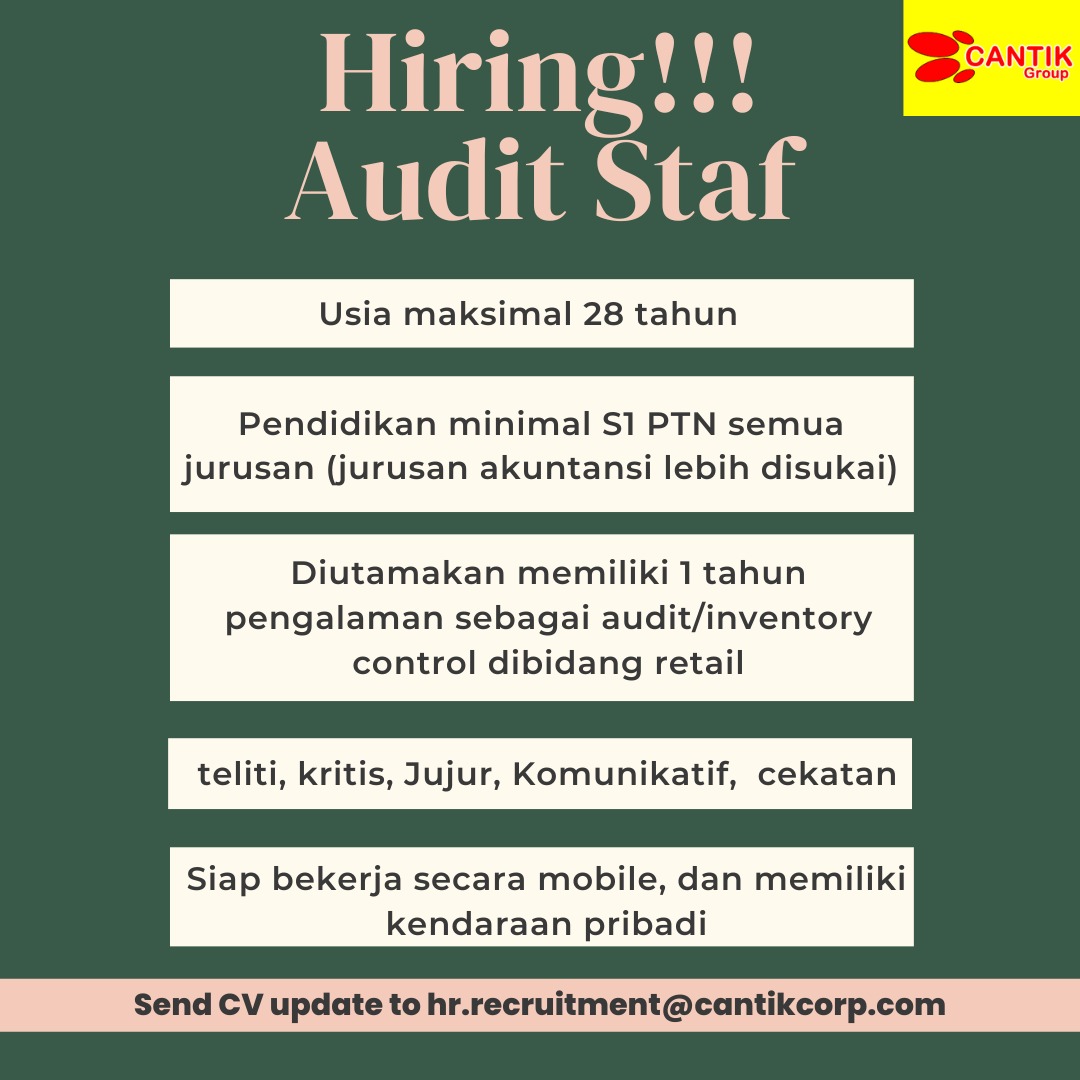 CANTIK
Group
Hiring!!!
Audit Staf
Usia maksimal 28 tahun
Pendidikan minimal S1 PTN semua
jurusan (jurusan akuntansi lebih disukai)
Diutamakan memiliki 1 tahun
pengalaman sebagai audit/inventory
control dibidang retail
teliti, kritis, Jujur, Komunikatif,  cekatan
Siap bekerja secara mobile, dan memiliki
kendaraan pribadi
Send CV update to hr.recruitment@cantikcorp.com